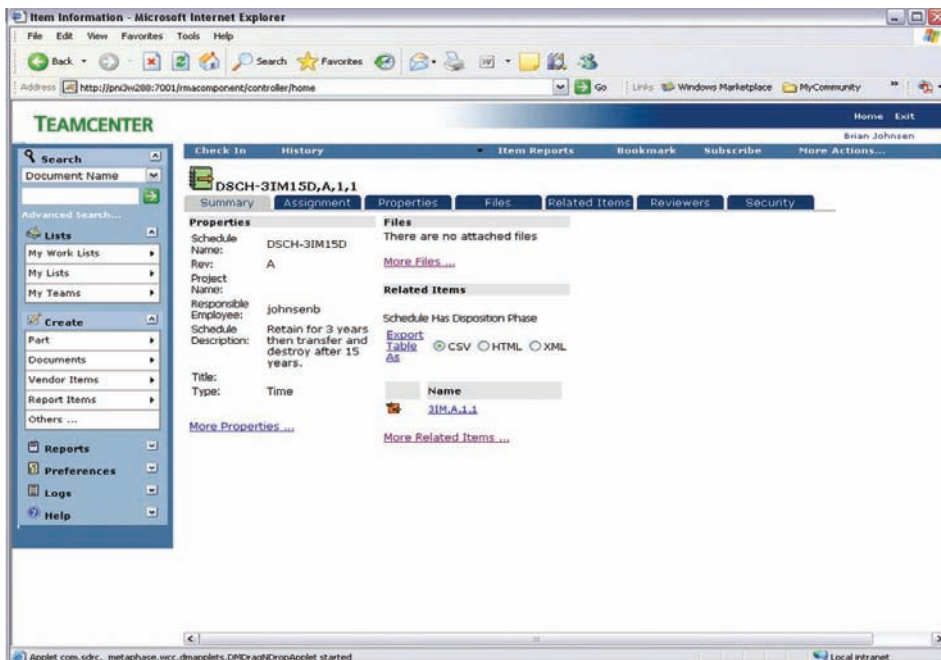 Item Information - Microsoft Internet Explorer
File Edit View Favorites Tools Help
Back Search Favorites
Address http://pni3w280:7001/rmacomponent/controller/home Go Links Windows Marketplace MyCommunity
TEAMCENTER
Home Exit
Brian Johnsen
Check In History Item Reports Bookmark Subscribe More Actions...
Search
Document Name
Advanced Search...
Lists
My Work Lists
My Lists
My Teams
Create
Part
Documents
Vendor Items
Report Items
Others ...
Reports
Preferences
Logs
Help
DSCH-3IM15D,A,1,1
Summary Assignment Properties Files Related Items Reviewers Security
Properties
Schedule Name: DSCH-3IM15D
Rev: A
Project Name:
Responsible Employee: johnsenb
Schedule Description: Retain for 3 years
then transfer and
destroy after 15
years.
Title:
Type: Time
More Properties ...
Files
There are no attached files
More Files ...
Related Items
Schedule Has Disposition Phase
Export Table As CSV HTML XML
Name
3IM,A,1,1
More Related Items ...
Applet com.sdrc. metaphase.wcc.dmapplets.DMDragNDropApplet started
Local intranet